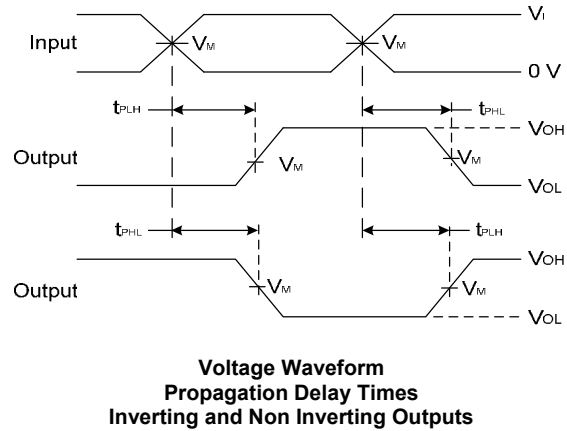 Input VM VM VI
0 V
tPLH tPHL
Output VM VM VOH
VOL
tPHL tPLH
Output VM VM VOH
VOL
Voltage Waveform
Propagation Delay Times
Inverting and Non Inverting Outputs